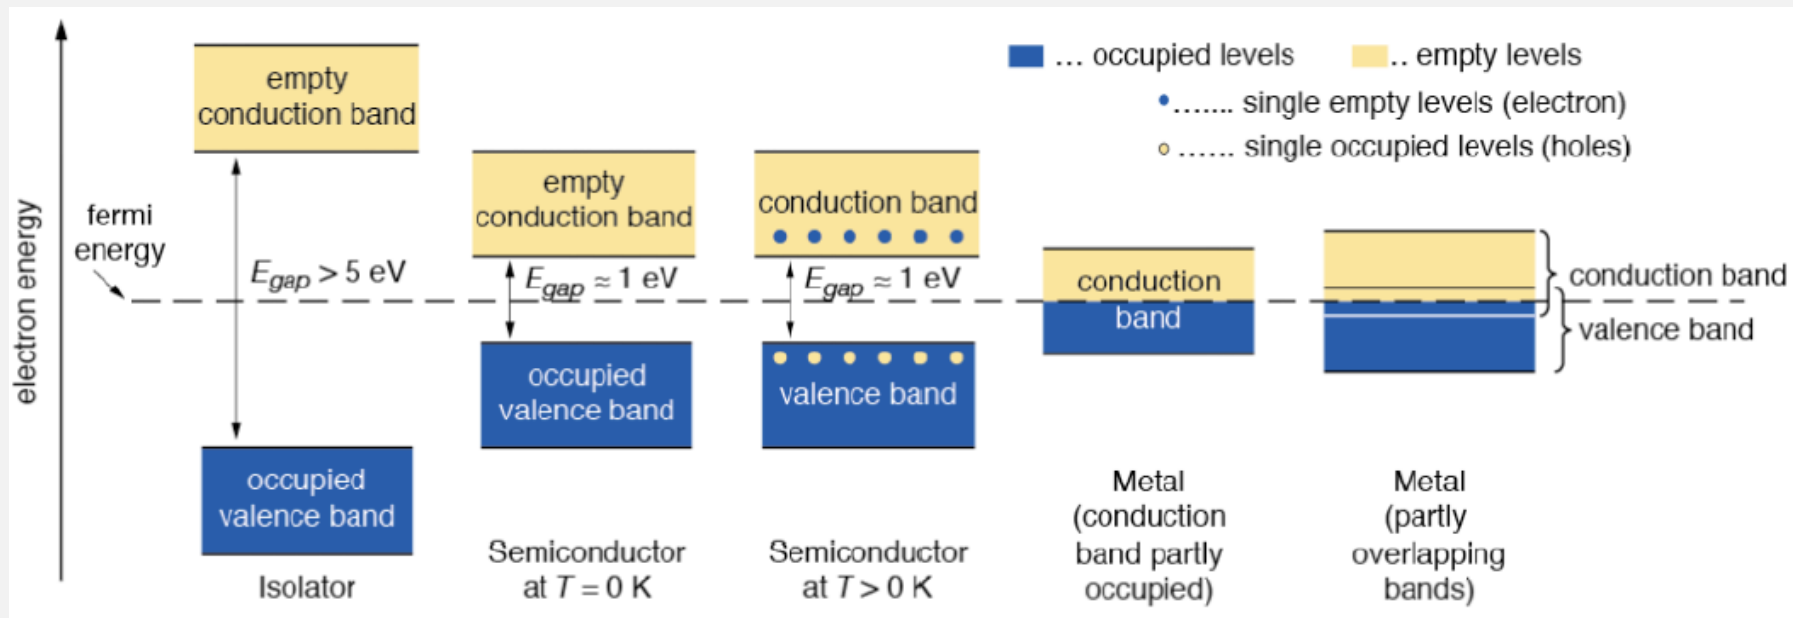 ... occupied levels
.. empty levels
....... single empty levels (electron)
...... single occupied levels (holes)
electron energy
fermi
energy
empty
conduction band
E_gap > 5 eV
occupied
valence band
Isolator
empty
conduction band
E_gap ≈ 1 eV
occupied
valence band
Semiconductor
at T = 0 K
conduction band
E_gap ≈ 1 eV
valence band
Semiconductor
at T > 0 K
conduction
band
Metal
(conduction
band partly
occupied)
conduction band
valence band
Metal
(partly
overlapping
bands)